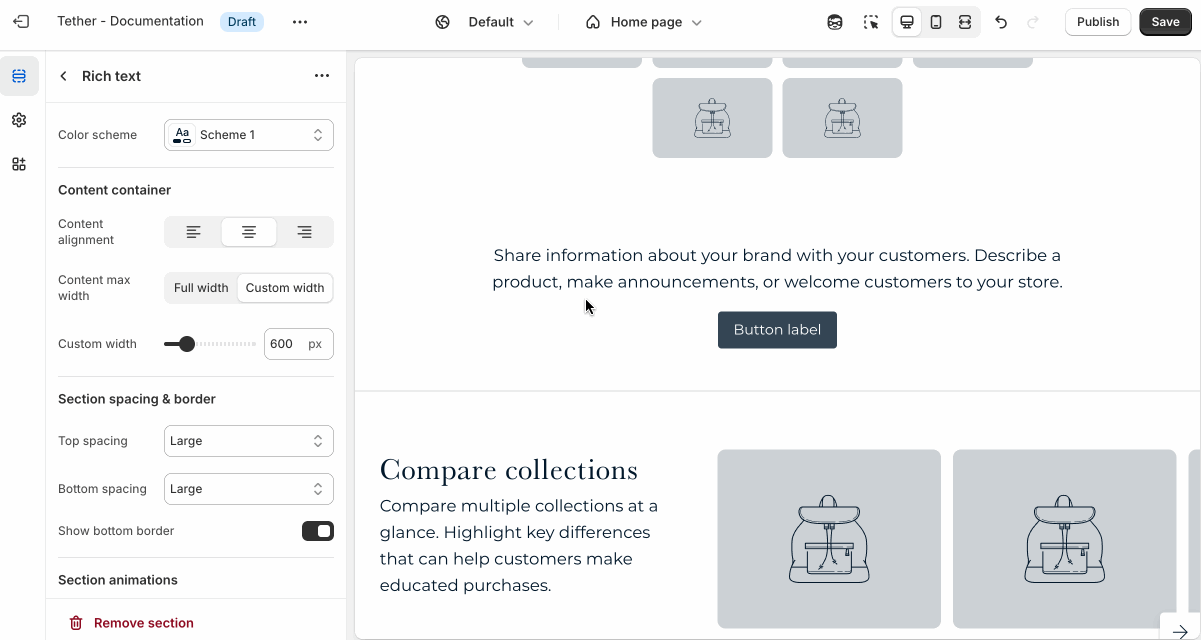 Tether - Documentation
Draft
Default
Home page
Publish
Save
Rich text
Color scheme
Aa
Scheme 1
Content container
Content
alignment
Content max
width
Full width
Custom width
Custom width
600 px
Section spacing & border
Top spacing
Large
Bottom spacing
Large
Show bottom border
Section animations
Remove section
Share information about your brand with your customers. Describe a
product, make announcements, or welcome customers to your store.
Button label
Compare collections
Compare multiple collections at a
glance. Highlight key differences
that can help customers make
educated purchases.